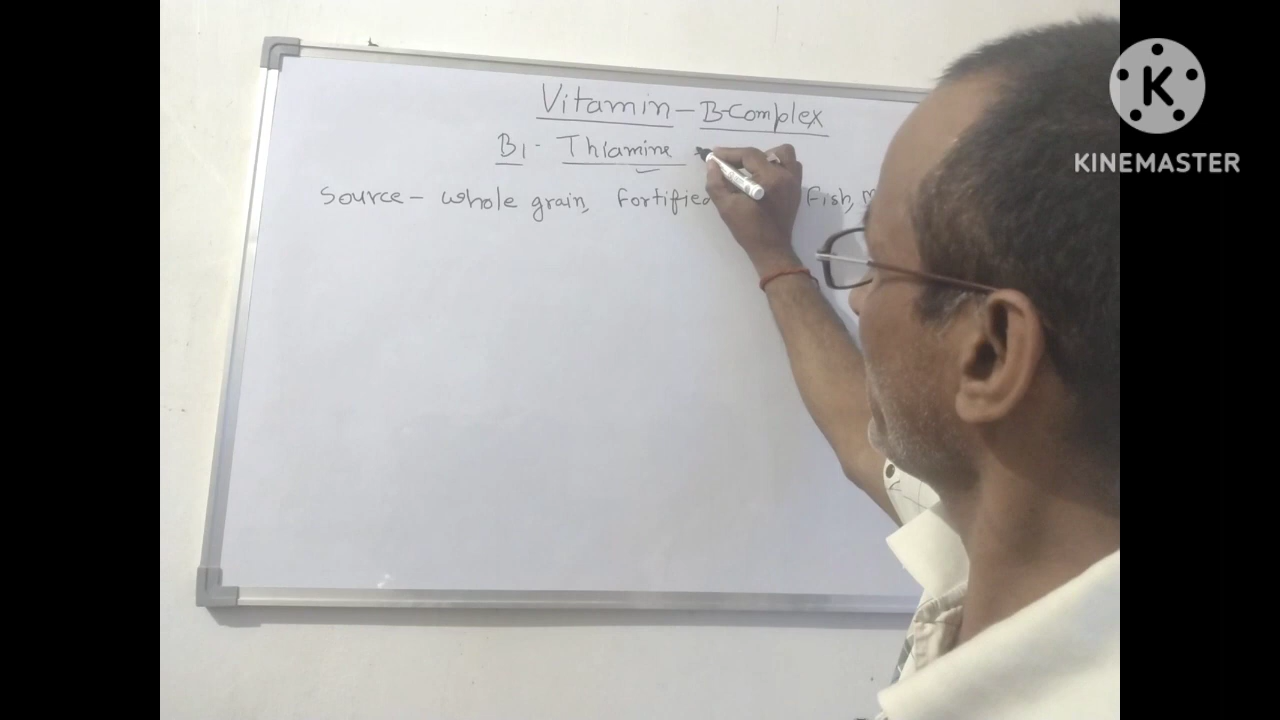 Vitamin - B-Complex
B1 - Thiamine
Source - whole grain, Fortified Fish,
K
KINEMASTER